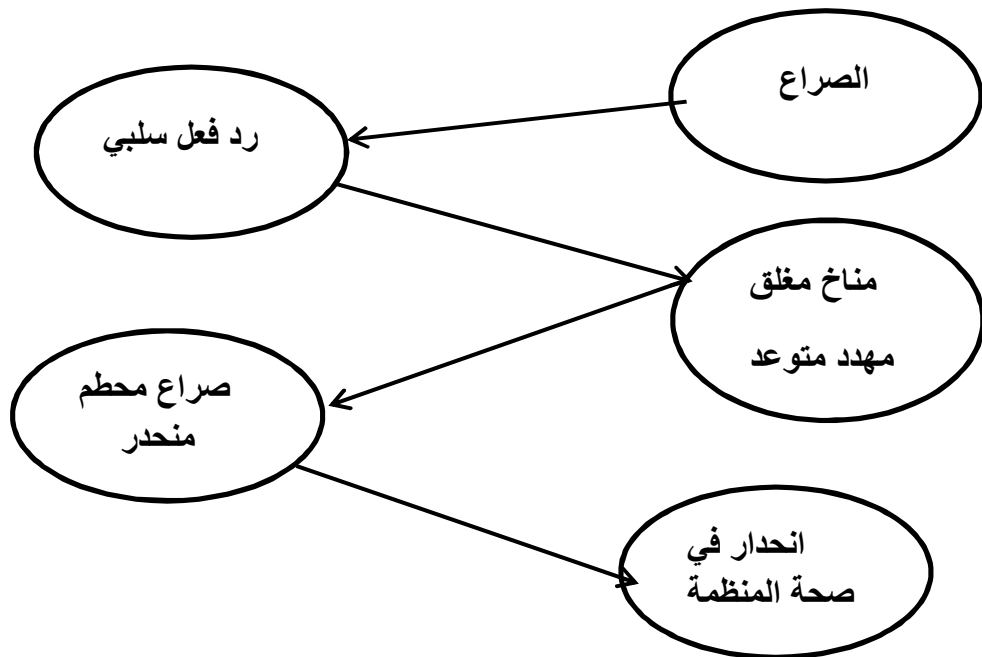 الصراع
رد فعل سلبي
مناخ مغلق
مهدد متوعد
صراع محطم
منحدر
انحدار في
صحة المنظمة